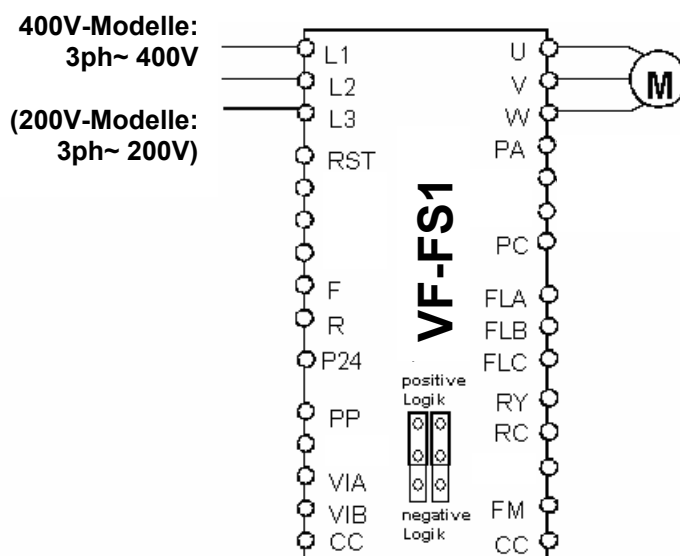 400V-Modelle:
3ph~ 400V
(200V-Modelle:
3ph~ 200V)
L1
L2
L3
RST
F
R
P24
PP
VIA
VIB
CC
VF-FS1
positive
Logik
negative
Logik
U
V
W
PA
PC
FLA
FLB
FLC
RY
RC
FM
CC
M